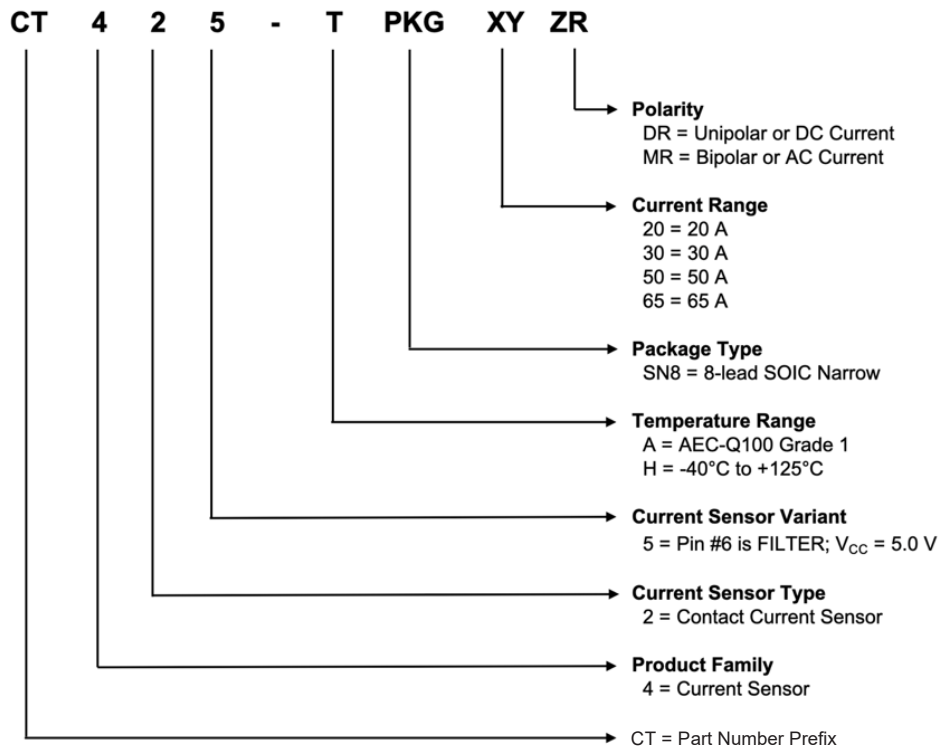 CT 4 2 5 - T PKG XY ZR
Polarity
DR = Unipolar or DC Current
MR = Bipolar or AC Current
Current Range
20 = 20 A
30 = 30 A
50 = 50 A
65 = 65 A
Package Type
SN8 = 8-lead SOIC Narrow
Temperature Range
A = AEC-Q100 Grade 1
H = -40°C to +125°C
Current Sensor Variant
5 = Pin #6 is FILTER; VCC = 5.0 V
Current Sensor Type
2 = Contact Current Sensor
Product Family
4 = Current Sensor
CT = Part Number Prefix